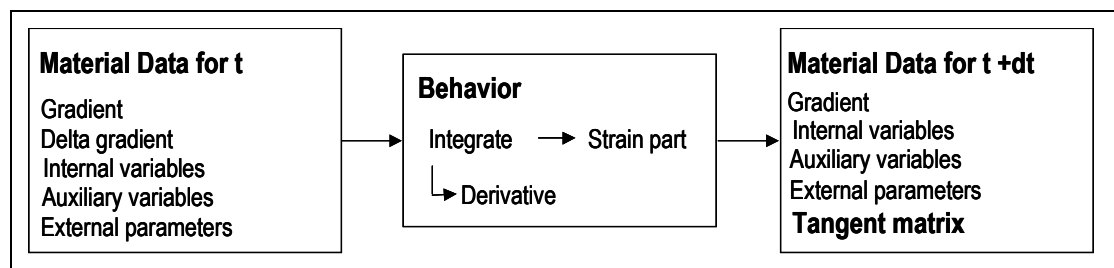 Material Data for t
Gradient
Delta gradient
Internal variables
Auxiliary variables
External parameters
Behavior
Integrate
Strain part
Derivative
Material Data for t +dt
Gradient
Internal variables
Auxiliary variables
External parameters
Tangent matrix